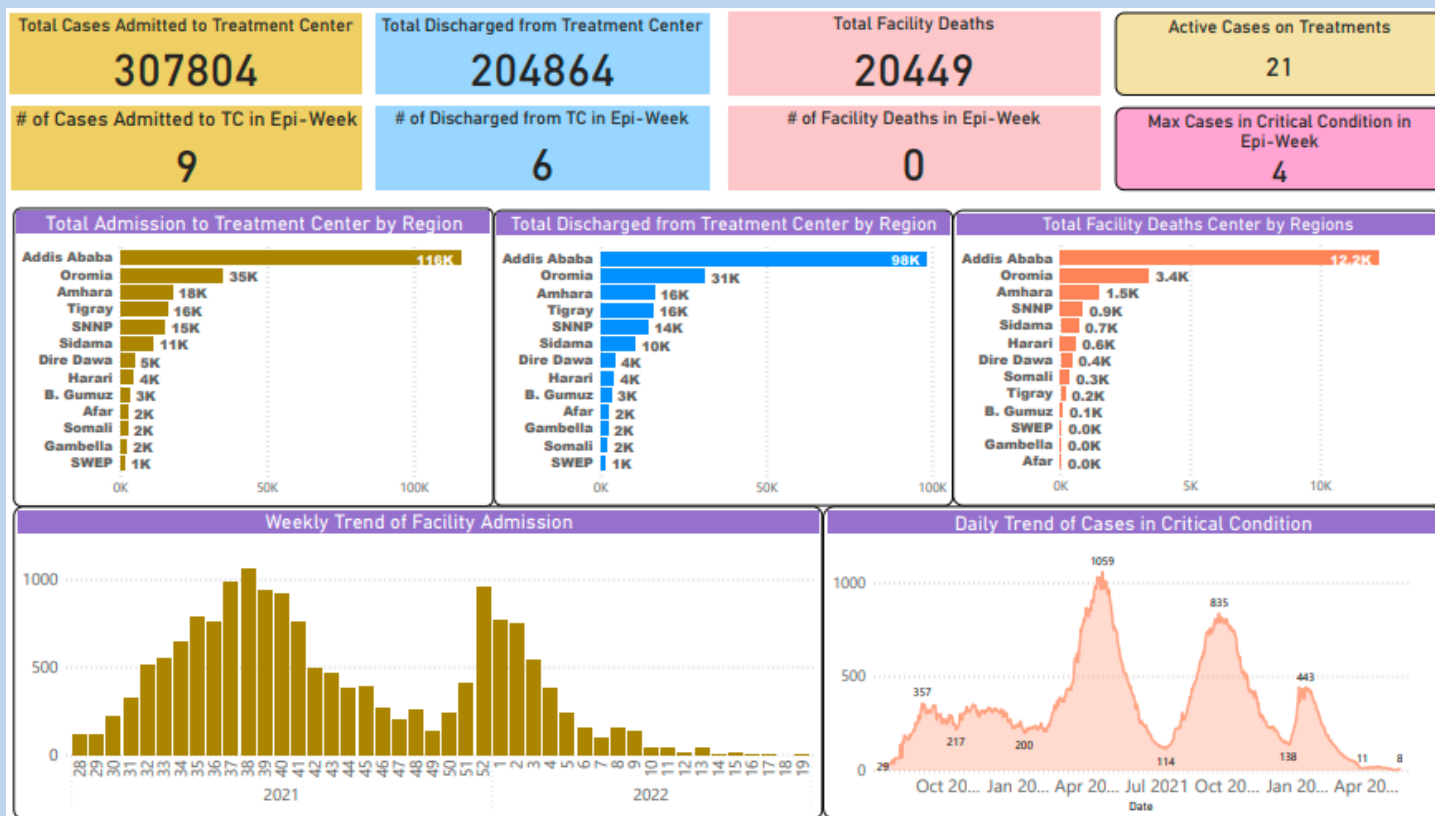 Total Cases Admitted to Treatment Center
307804
Total Discharged from Treatment Center
204864
Total Facility Deaths
20449
Active Cases on Treatments
21
# of Cases Admitted to TC in Epi-Week
9
# of Discharged from TC in Epi-Week
6
# of Facility Deaths in Epi-Week
0
Max Cases in Critical Condition in
Epi-Week
4
Total Admission to Treatment Center by Region
Addis Ababa 116K
Oromia 35K
Amhara 18K
Tigray 16K
SNNP 15K
Sidama 11K
Dire Dawa 5K
Harari 4K
B. Gumuz 3K
Afar 2K
Somali 2K
Gambella 2K
SWEP 1K
0K 50K 100K
Total Discharged from Treatment Center by Region
Addis Ababa 98K
Oromia 31K
Amhara 16K
Tigray 16K
SNNP 14K
Sidama 10K
Dire Dawa 4K
Harari 4K
B. Gumuz 3K
Afar 2K
Gambella 2K
Somali 2K
SWEP 1K
0K 50K 100K
Total Facility Deaths Center by Regions
Addis Ababa 12.2K
Oromia 3.4K
Amhara 1.5K
SNNP 0.9K
Sidama 0.7K
Harari 0.6K
Dire Dawa 0.4K
Somali 0.3K
Tigray 0.2K
B. Gumuz 0.1K
SWEP 0.0K
Gambella 0.0K
Afar 0.0K
0K 5K 10K
Weekly Trend of Facility Admission
1000
500
0
28 29 30 31 32 33 34 35 36 37 38 39 40 41 42 43 44 45 46 47 48 49 50 51 52 1 2 3 4 5 6 7 8 9 10 11 12 13 14 15 16 17 18 19
2021 2022
Daily Trend of Cases in Critical Condition
1059
1000
835
500
443
357
217
200
138
114
29
11
8
0
Oct 20... Jan 20... Apr 20... Jul 2021 Oct 20... Jan 20... Apr 20...
Date